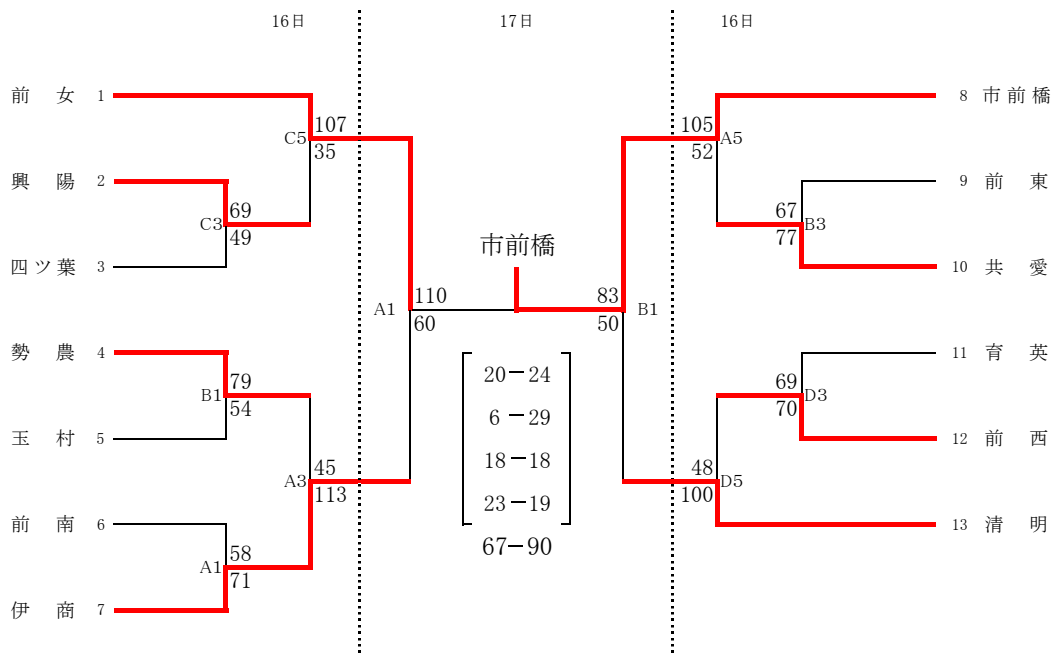 16日 17日 16日
前 女 1
興 陽 2
四ツ葉 3
勢 農 4
玉 村 5
前 南 6
伊 商 7
C5 107
35
C3 69
49
B1 79
54
A3 45
113
A1 58
71
A1 110
60
市前橋
20－24
6－29
18－18
23－19
67－90
83 B1
50
105 A5
52
67 B3
77
69 D3
70
48 D5
100
8 市前橋
9 前 東
10 共 愛
11 育 英
12 前 西
13 清 明